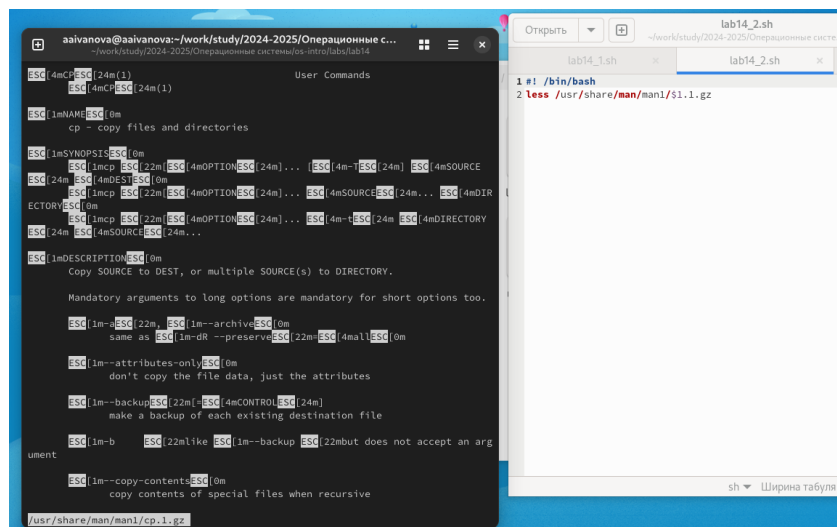 aaivanova@aaivanova:~/work/study/2024-2025/Операционные с...
~/work/study/2024-2025/Операционные системы/os-intro/labs/lab14
ESC[4mCPESC[24m(1) User Commands
ESC[4mCPESC[24m(1)
ESC[1mNAMEESC[0m
cp - copy files and directories
ESC[1mSYNOPSISESC[0m
ESC[1mcp ESC[22m[ESC[4mOPTIONESC[24m]... [ESC[4m-TESC[24m] ESC[4mSOURCE
ESC[24m ESC[4mDESTESC[0m
ESC[1mcp ESC[22m[ESC[4mOPTIONESC[24m]... ESC[4mSOURCEESC[24m... ESC[4mDIR
ECTORYESC[0m
ESC[1mcp ESC[22m[ESC[4mOPTIONESC[24m]... ESC[4m-tESC[24m ESC[4mDIRECTORY
ESC[24m ESC[4mSOURCEESC[24m...
ESC[1mDESCRIPTIONESC[0m
Copy SOURCE to DEST, or multiple SOURCE(s) to DIRECTORY.
Mandatory arguments to long options are mandatory for short options too.
ESC[1m-aESC[22m, ESC[1m--archiveESC[0m
same as ESC[1m-dR --preserveESC[22m=ESC[4mallESC[0m
ESC[1m--attributes-onlyESC[0m
don't copy the file data, just the attributes
ESC[1m--backupESC[22m[=ESC[4mCONTROLESC[24m]
make a backup of each existing destination file
ESC[1m-b ESC[22mlike ESC[1m--backup ESC[22mbut does not accept an arg
ument
ESC[1m--copy-contentsESC[0m
copy contents of special files when recursive
/usr/share/man/man1/cp.1.gz
Открыть
lab14_2.sh
~/work/study/2024-2025/Операционные систе
lab14_1.sh
lab14_2.sh
1 #! /bin/bash
2 less /usr/share/man/man1/$1.1.gz
sh Ширина табуля